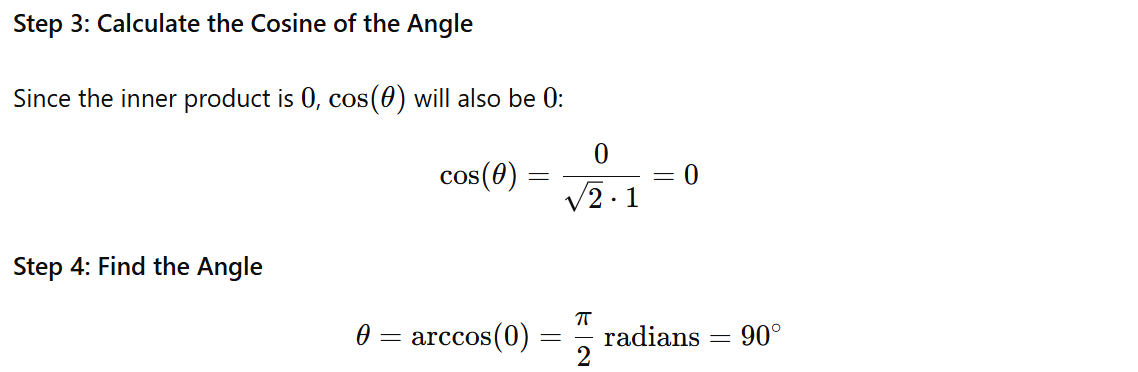 Step 3: Calculate the Cosine of the Angle
Since the inner product is 0, cos(θ) will also be 0:
cos(θ) = 0 / √2 · 1 = 0
Step 4: Find the Angle
θ = arccos(0) = π/2 radians = 90°